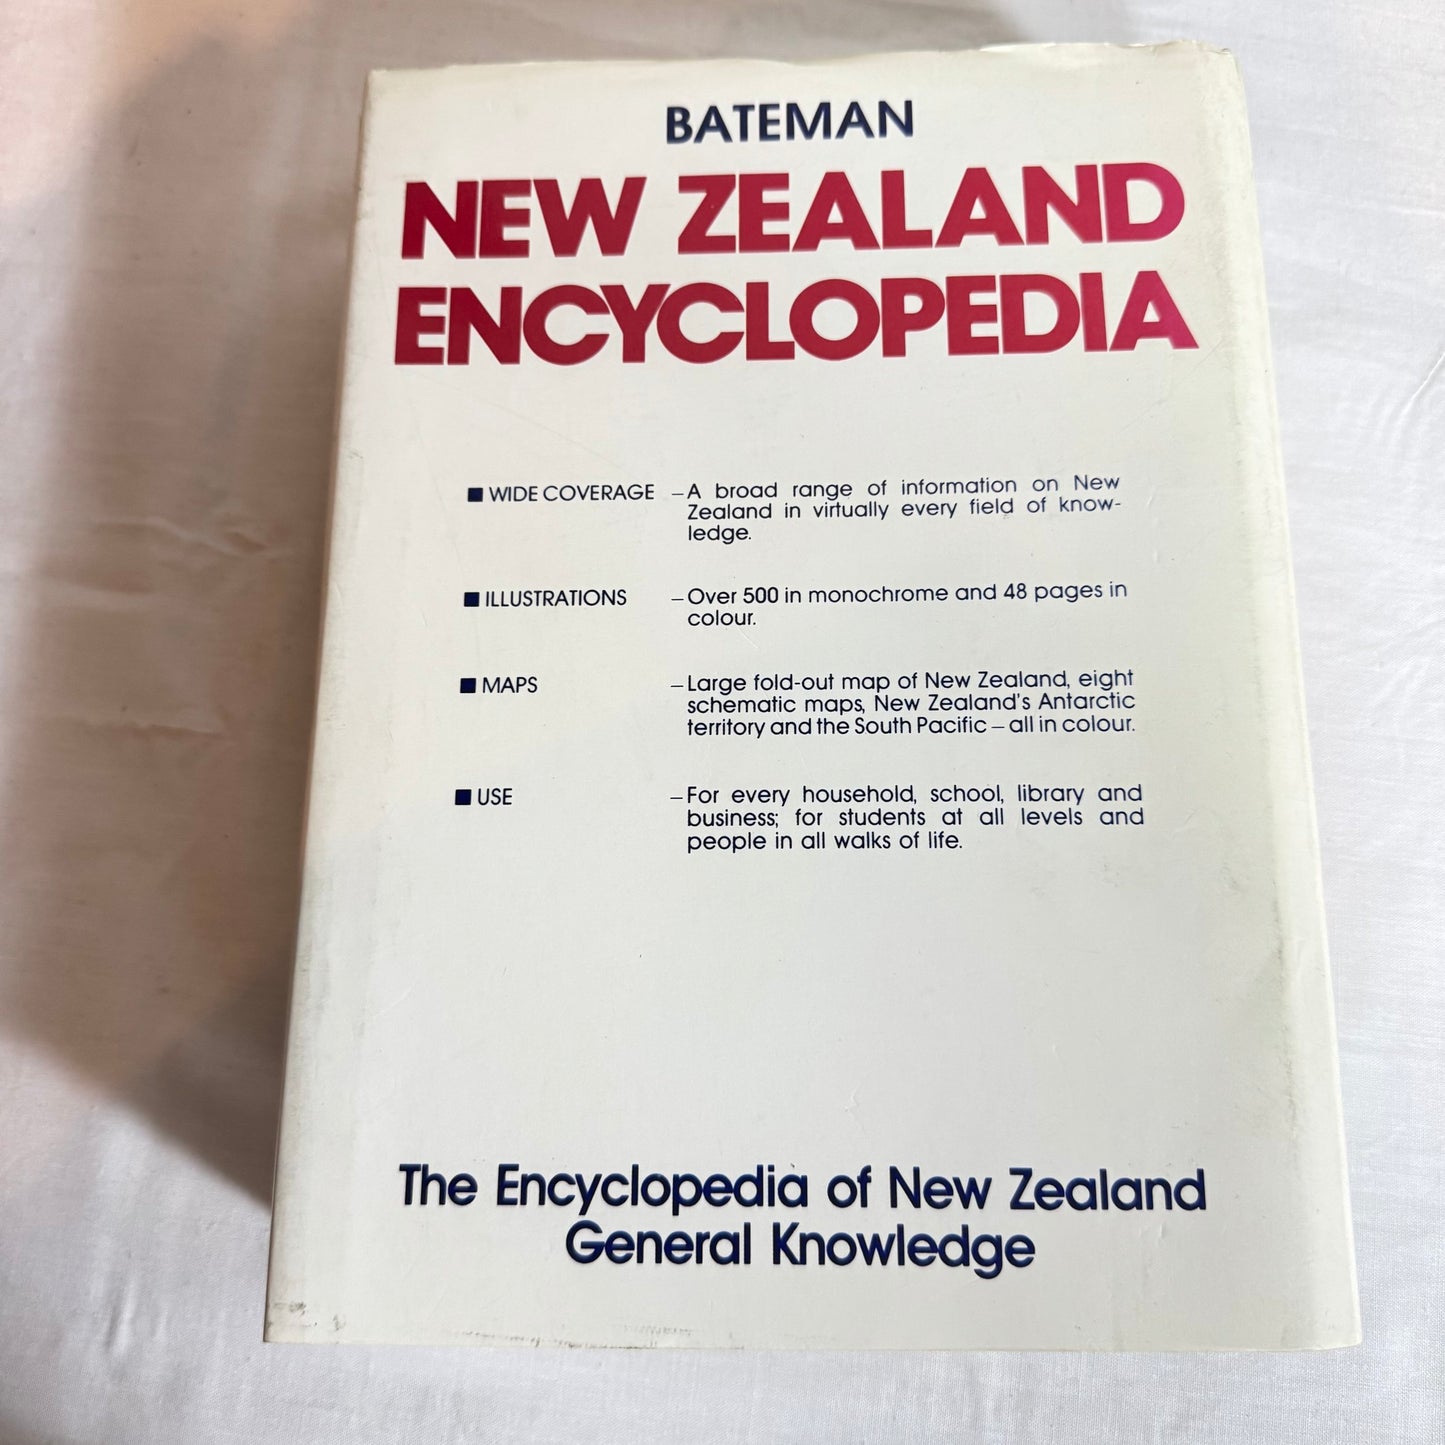 BATEMAN
NEW ZEALAND
ENCYCLOPEDIA
■ WIDE COVERAGE – A broad range of information on New
Zealand in virtually every field of know-
ledge.
■ ILLUSTRATIONS – Over 500 in monochrome and 48 pages in
colour.
■ MAPS – Large fold-out map of New Zealand, eight
schematic maps, New Zealand's Antarctic
territory and the South Pacific – all in colour.
■ USE – For every household, school, library and
business; for students at all levels and
people in all walks of life.
The Encyclopedia of New Zealand
General Knowledge